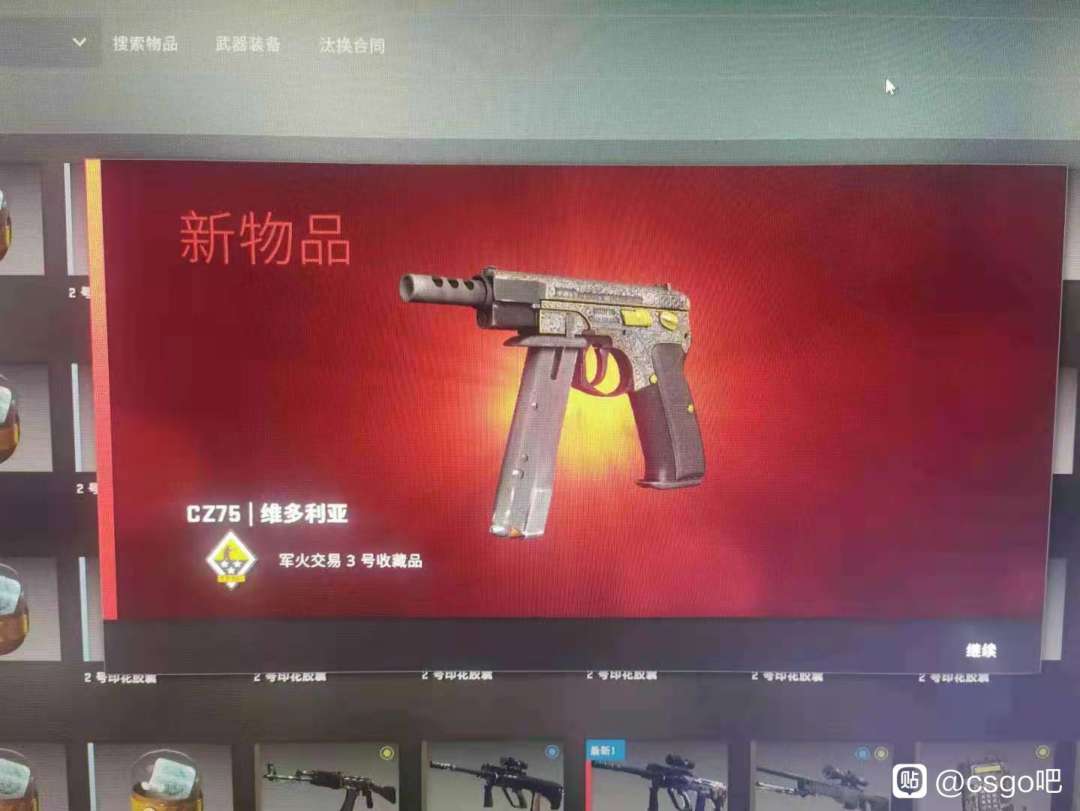 搜索物品 武器装备 汰换合同
新物品
2 号
2 号
CZ75 | 维多利亚
军火交易 3 号收藏品
继续
2 号印花胶囊 2 号印花胶囊 2 号印花胶囊 2 号印花胶囊 2 号印花胶囊 2 号印花胶囊
最新!
贴 @csgo吧